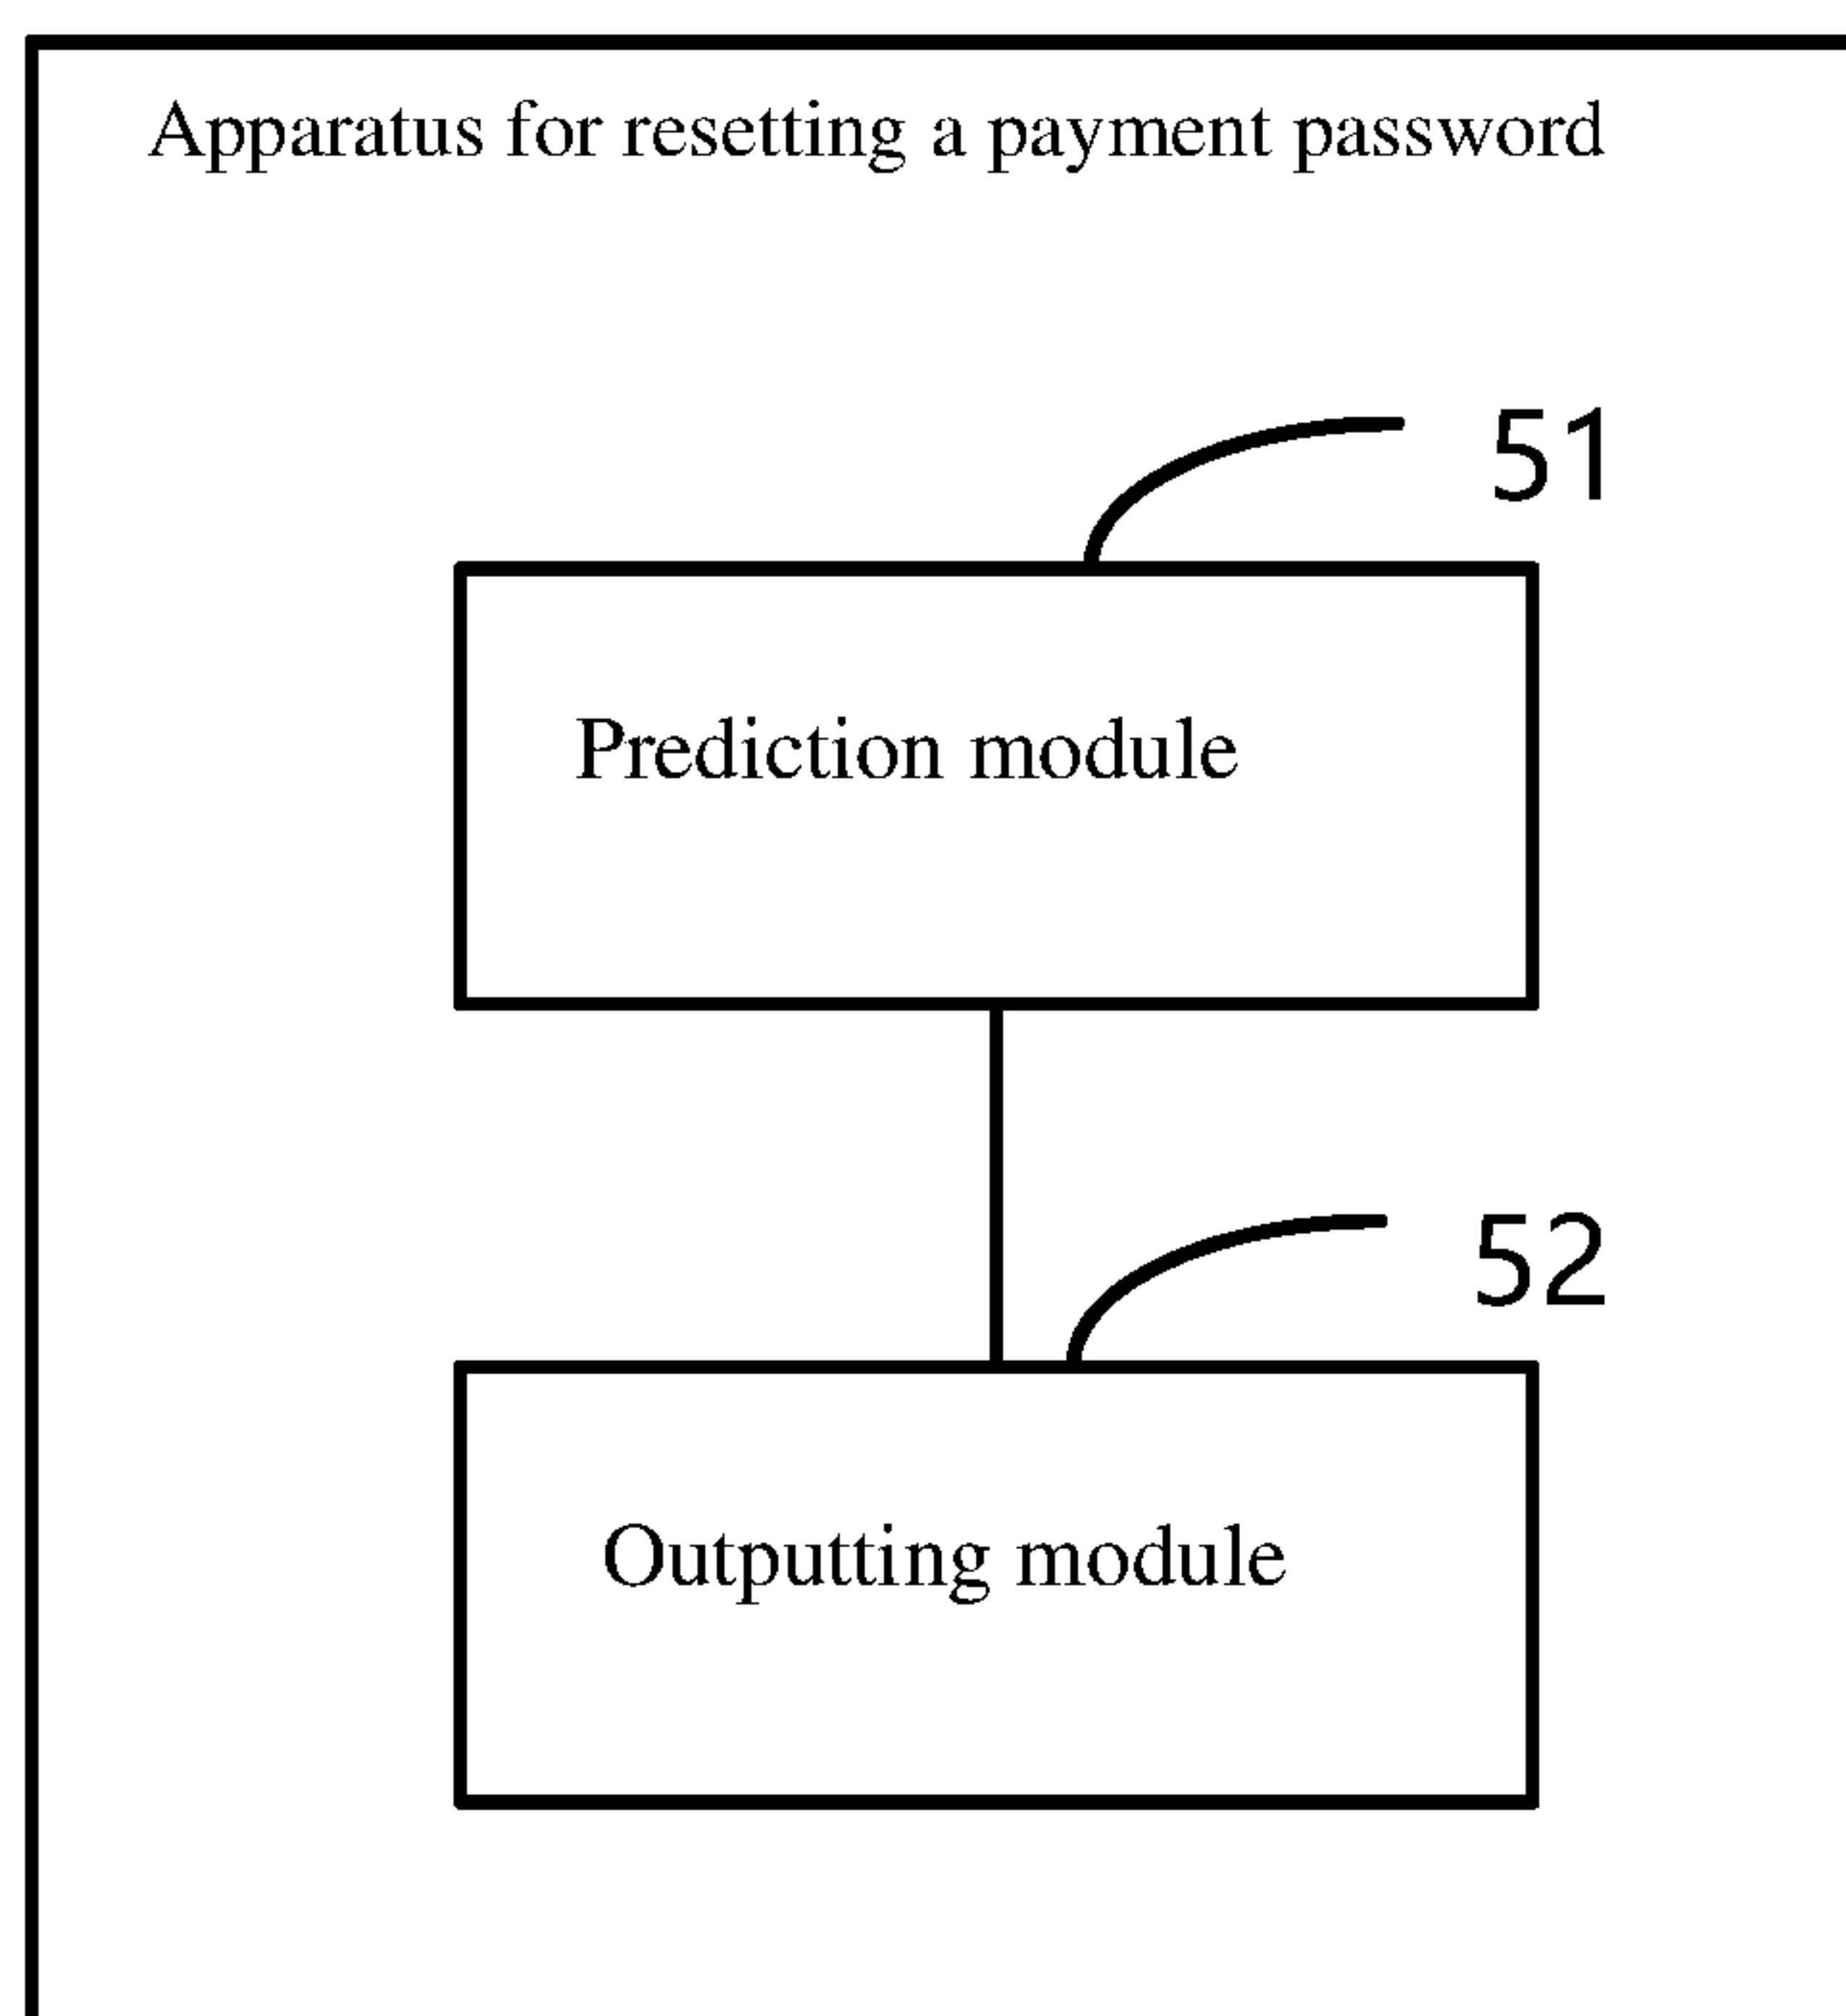 Apparatus for resetting a payment password
51
Prediction module
52
Outputting module